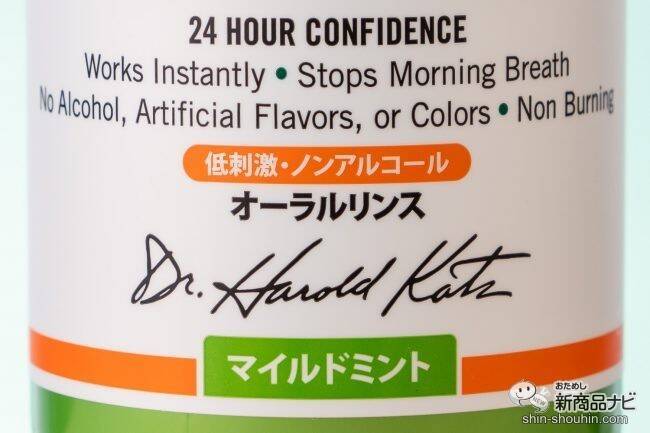 24 HOUR CONFIDENCE
Works Instantly • Stops Morning Breath
No Alcohol, Artificial Flavors, or Colors • Non Burning
低刺激・ノンアルコール
オーラルリンス
Dr. Harold Katz
マイルドミント
NEW
おためし
新商品ナビ
shin-shouhin.com